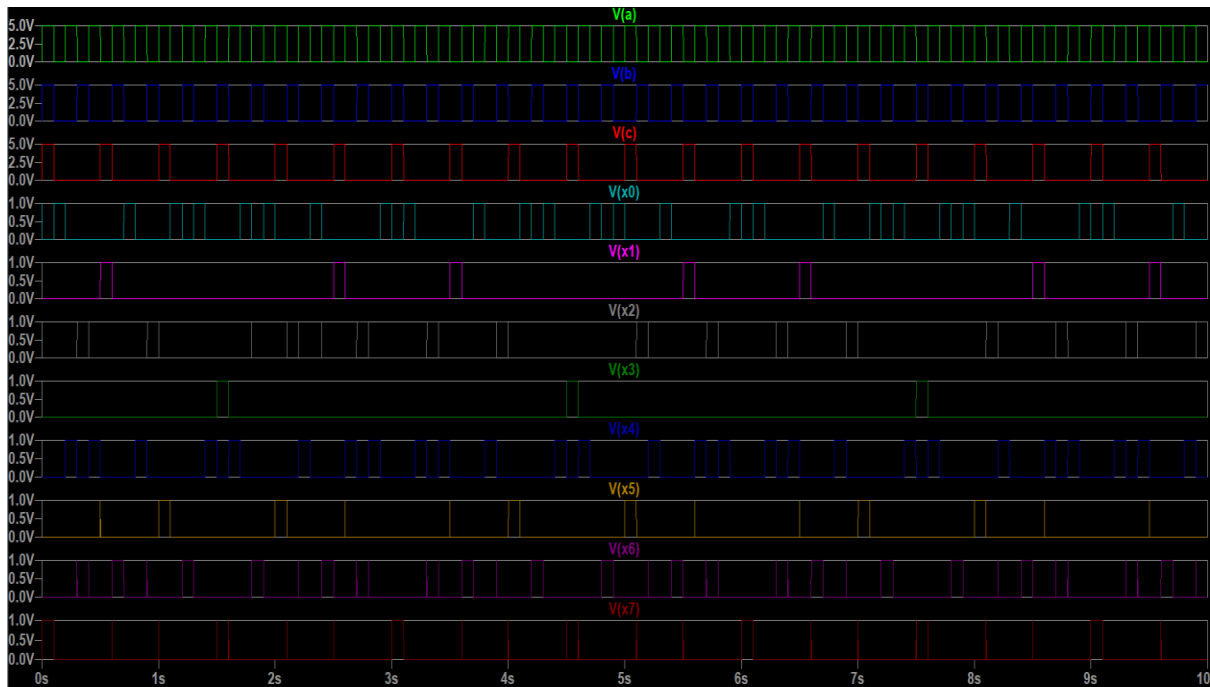 V(a)
5.0V
2.5V
0.0V
V(b)
5.0V
2.5V
0.0V
V(c)
5.0V
2.5V
0.0V
V(x0)
1.0V
0.5V
0.0V
V(x1)
1.0V
0.5V
0.0V
V(x2)
1.0V
0.5V
0.0V
V(x3)
1.0V
0.5V
0.0V
V(x4)
1.0V
0.5V
0.0V
V(x5)
1.0V
0.5V
0.0V
V(x6)
1.0V
0.5V
0.0V
V(x7)
1.0V
0.5V
0.0V
0s 1s 2s 3s 4s 5s 6s 7s 8s 9s 10